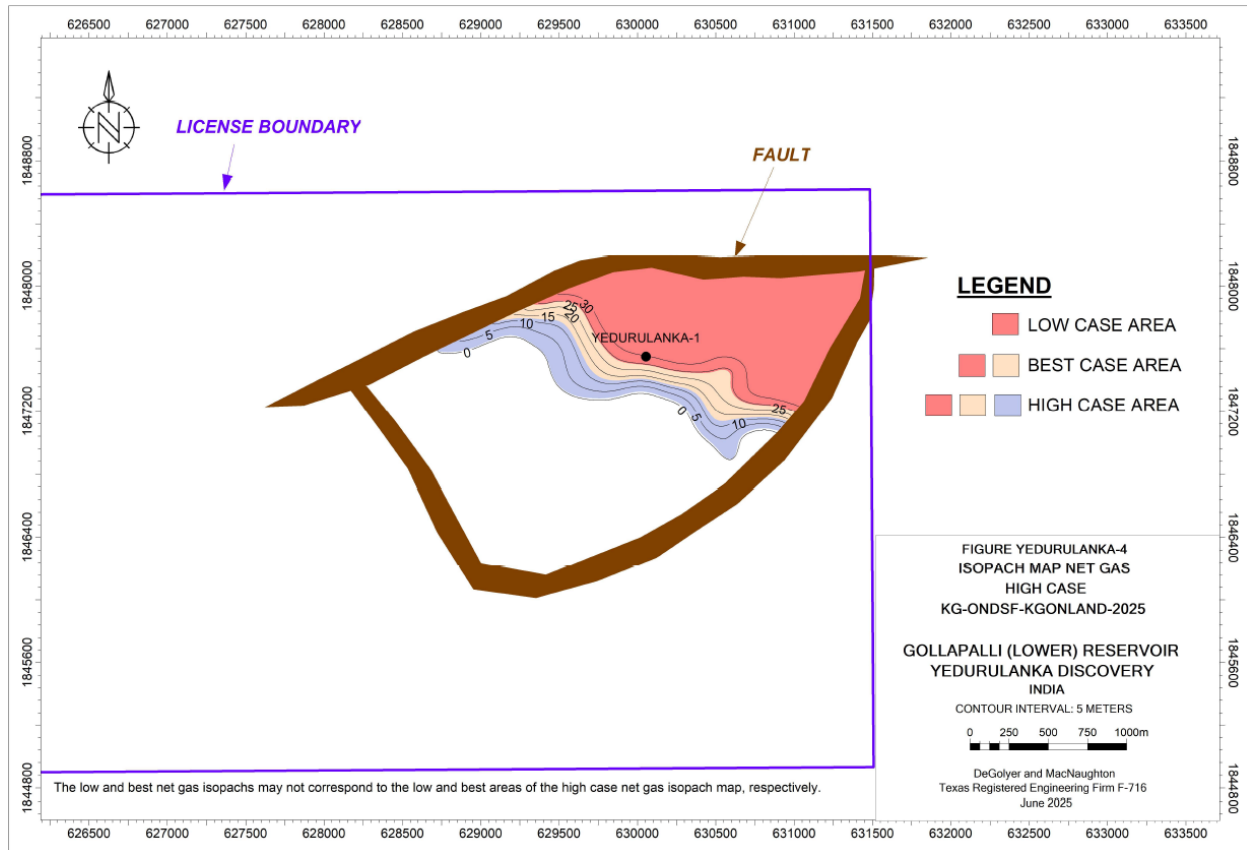 626500 627000 627500 628000 628500 629000 629500 630000 630500 631000 631500 632000 632500 633000 633500
1848800
1848000
1847200
1846400
1845600
1844800
N
LICENSE BOUNDARY
FAULT
30
25
20
15
10
5
0
YEDURULANKA-1
25
10
5
0
LEGEND
LOW CASE AREA
BEST CASE AREA
HIGH CASE AREA
1848800
1848000
1847200
1846400
1845600
1844800
FIGURE YEDURULANKA-4
ISOPACH MAP NET GAS
HIGH CASE
KG-ONDSF-KGONLAND-2025
GOLLAPALLI (LOWER) RESERVOIR
YEDURULANKA DISCOVERY
INDIA
CONTOUR INTERVAL: 5 METERS
0 250 500 750 1000m
DeGolyer and MacNaughton
Texas Registered Engineering Firm F-716
June 2025
The low and best net gas isopachs may not correspond to the low and best areas of the high case net gas isopach map, respectively.
626500 627000 627500 628000 628500 629000 629500 630000 630500 631000 631500 632000 632500 633000 633500